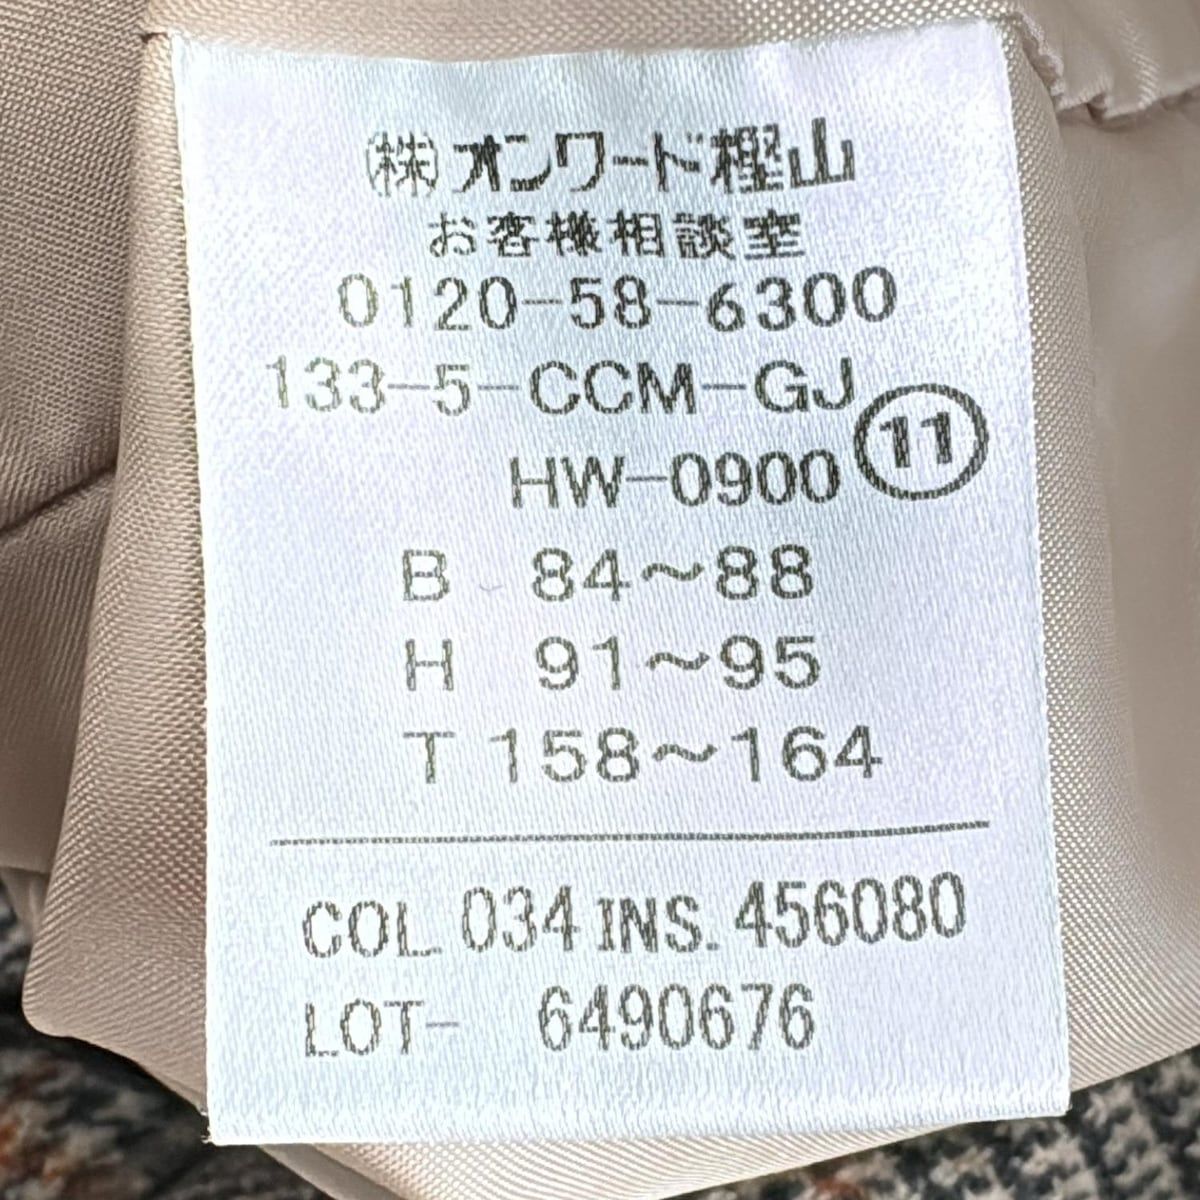 ㈱オンワード樫山
お客様相談室
0120-58-6300
133-5-CCM-GJ
HW-0900 ⑪
B 84～88
H 91～95
T 158～164
COL. 034 INS. 456080
LOT- 6490676